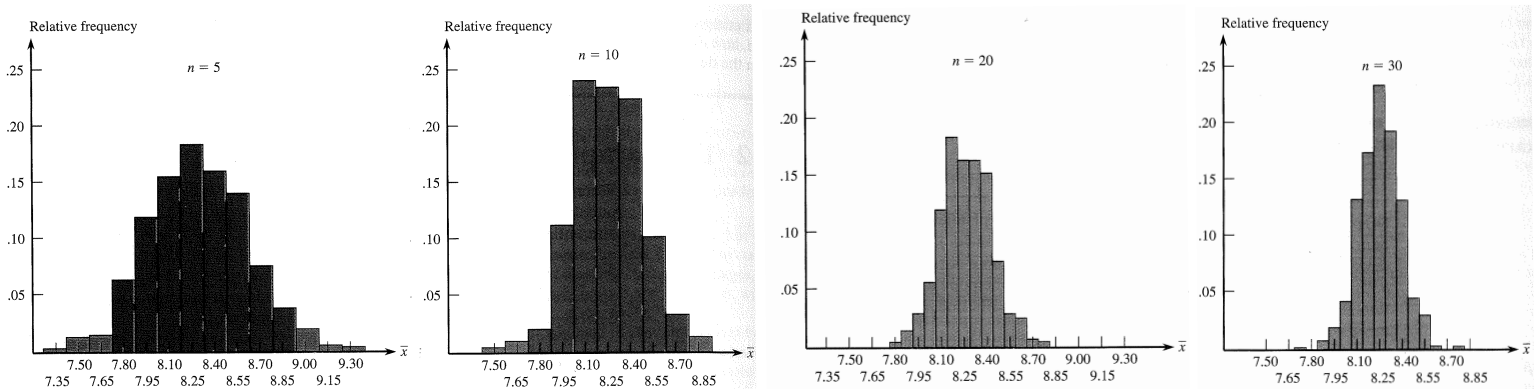 Relative frequency
n = 5
.25
.20
.15
.10
.05
x̅
7.50 7.80 8.10 8.40 8.70 9.00 9.30
7.35 7.65 7.95 8.25 8.55 8.85 9.15
Relative frequency
n = 10
.25
.20
.15
.10
.05
x̅
7.50 7.80 8.10 8.40 8.70
7.65 7.95 8.25 8.55 8.85
Relative frequency
n = 20
.25
.20
.15
.10
.05
x̅
7.50 7.80 8.10 8.40 8.70 9.00 9.30
7.35 7.65 7.95 8.25 8.55 8.85 9.15
Relative frequency
n = 30
.25
.20
.15
.10
.05
x̅
7.50 7.80 8.10 8.40 8.70
7.65 7.95 8.25 8.55 8.85